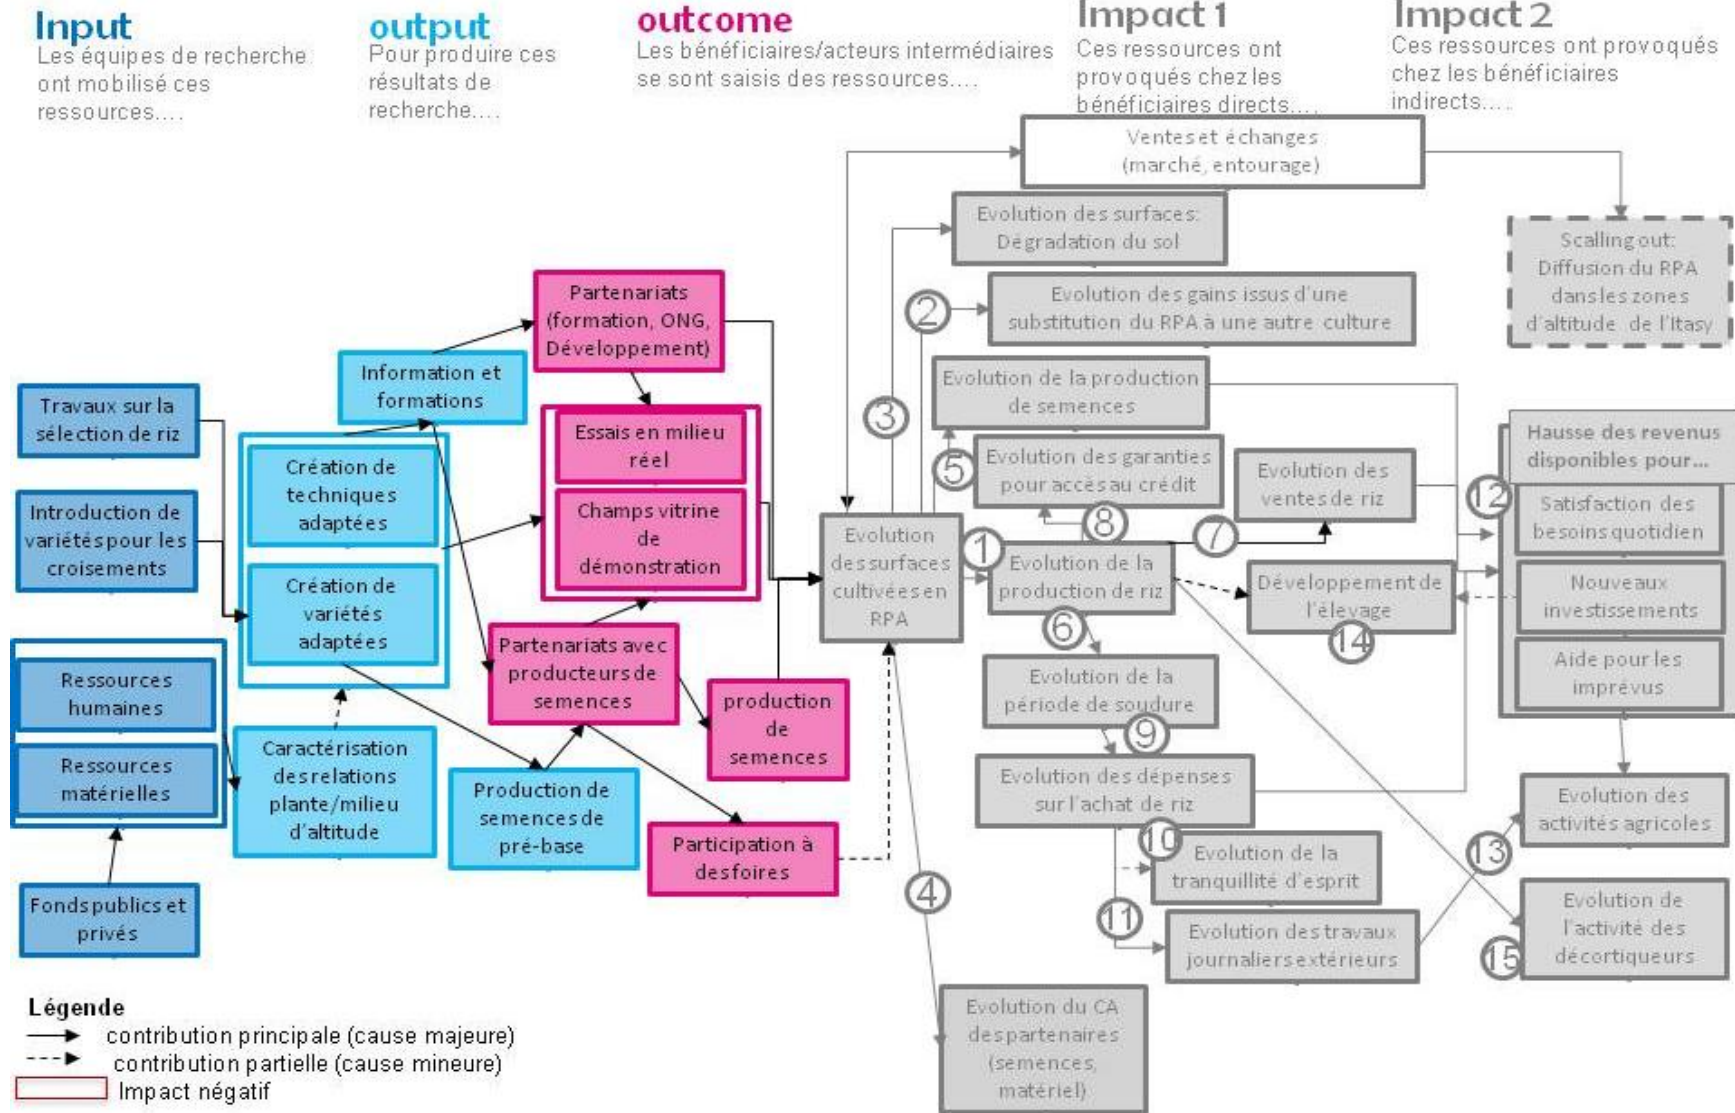 Input
Les équipes de recherche
ont mobilisé ces
ressources....
output
Pour produire ces
résultats de
recherche....
outcome
Les bénéficiaires/acteurs intermédiaires
se sont saisis des ressources....
Impact 1
Ces ressources ont
provoqués chez les
bénéficiaires directs....
Impact 2
Ces ressources ont provoqués
chez les bénéficiaires
indirects....
Travaux sur la
sélection de riz
Introduction de
variétés pour les
croisements
Ressources
humaines
Ressources
matérielles
Fonds publics et
privés
Information et
formations
Création de
techniques
adaptées
Création de
variétés
adaptées
Caractérisation
des relations
plante/milieu
d'altitude
Production de
semences de
pré-base
Partenariats
(formation, ONG,
Développement)
Essais en milieu
réel
Champs vitrine
de
démonstration
Partenariats avec
producteurs de
semences
production
de
semences
Participation à
des foires
Evolution
des surfaces
cultivées en
RPA
Ventes et échanges
(marché, entourage)
Evolution des surfaces:
Dégradation du sol
3
2
Evolution des gains issus d'une
substitution du RPA à une autre culture
Evolution de la production
de semences
5
Evolution des garanties
pour accès au crédit
8
1
Evolution de la
production de riz
7
Evolution des
ventes de riz
Développement de
l'élevage
14
6
Evolution de la
période de soudure
9
Evolution des dépenses
sur l'achat de riz
10
Evolution de la
tranquillité d'esprit
11
Evolution des travaux
journaliers extérieurs
4
Evolution du CA
des partenaires
(semences,
matériel)
Scalling out:
Diffusion du RPA
dans les zones
d'altitude de l'Itasy
Hausse des revenus
disponibles pour...
12
Satisfaction des
besoins quotidien
Nouveaux
investissements
Aide pour les
imprévus
13
Evolution des
activités agricoles
15
Evolution de
l'activité des
décortiqueurs
Légende
contribution principale (cause majeure)
contribution partielle (cause mineure)
Impact négatif